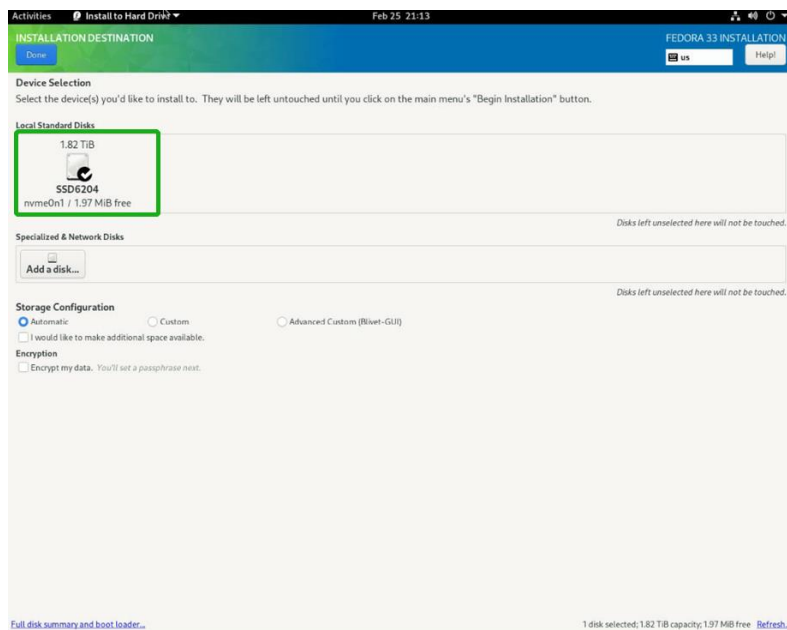 Activities Install to Hard Drive Feb 25 21:13
INSTALLATION DESTINATION FEDORA 33 INSTALLATION
Done us Help!
Device Selection
Select the device(s) you'd like to install to. They will be left untouched until you click on the main menu's "Begin Installation" button.
Local Standard Disks
1.82 TiB
SSD6204
nvme0n1 / 1.97 MiB free
Disks left unselected here will not be touched.
Specialized & Network Disks
Add a disk...
Disks left unselected here will not be touched.
Storage Configuration
Automatic Custom Advanced Custom (Blivet-GUI)
I would like to make additional space available.
Encryption
Encrypt my data. You'll set a passphrase next.
Full disk summary and boot loader... 1 disk selected; 1.82 TiB capacity; 1.97 MiB free Refresh.